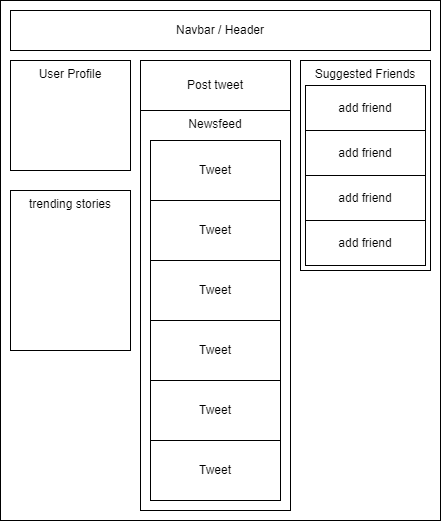 Navbar / Header
User Profile
trending stories
Post tweet
Newsfeed
Tweet
Tweet
Tweet
Tweet
Tweet
Tweet
Suggested Friends
add friend
add friend
add friend
add friend